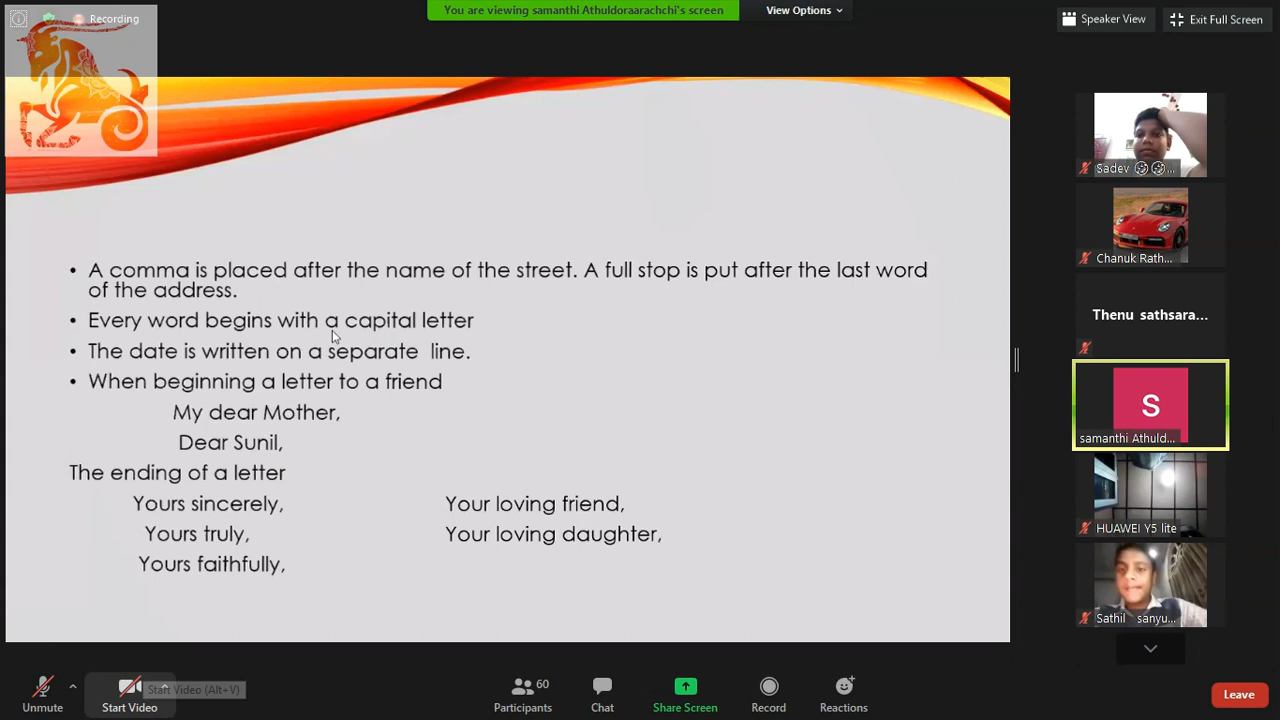 Recording
You are viewing samanthi Athuldoraarachchi's screen
View Options
Speaker View
Exit Full Screen
• A comma is placed after the name of the street. A full stop is put after the last word
of the address.
• Every word begins with a capital letter
• The date is written on a separate line.
• When beginning a letter to a friend
My dear Mother,
Dear Sunil,
The ending of a letter
Yours sincerely, Your loving friend,
Yours truly, Your loving daughter,
Yours faithfully,
Sadev 😜😜...
Chanuk Rath...
Thenu sathsara...
S
samanthi Athuld...
HUAWEI Y5 lite
Sathil sanyu...
Unmute
Start Video
Start Video (Alt+V)
Participants
60
Chat
Share Screen
Record
Reactions
Leave